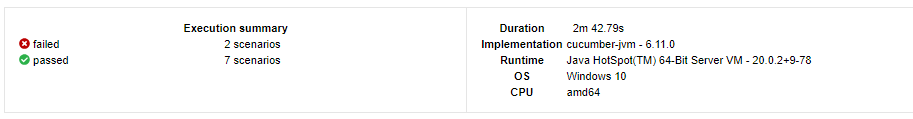 Execution summary
failed 2 scenarios
passed 7 scenarios
Duration 2m 42.79s
Implementation cucumber-jvm - 6.11.0
Runtime Java HotSpot(TM) 64-Bit Server VM - 20.0.2+9-78
OS Windows 10
CPU amd64